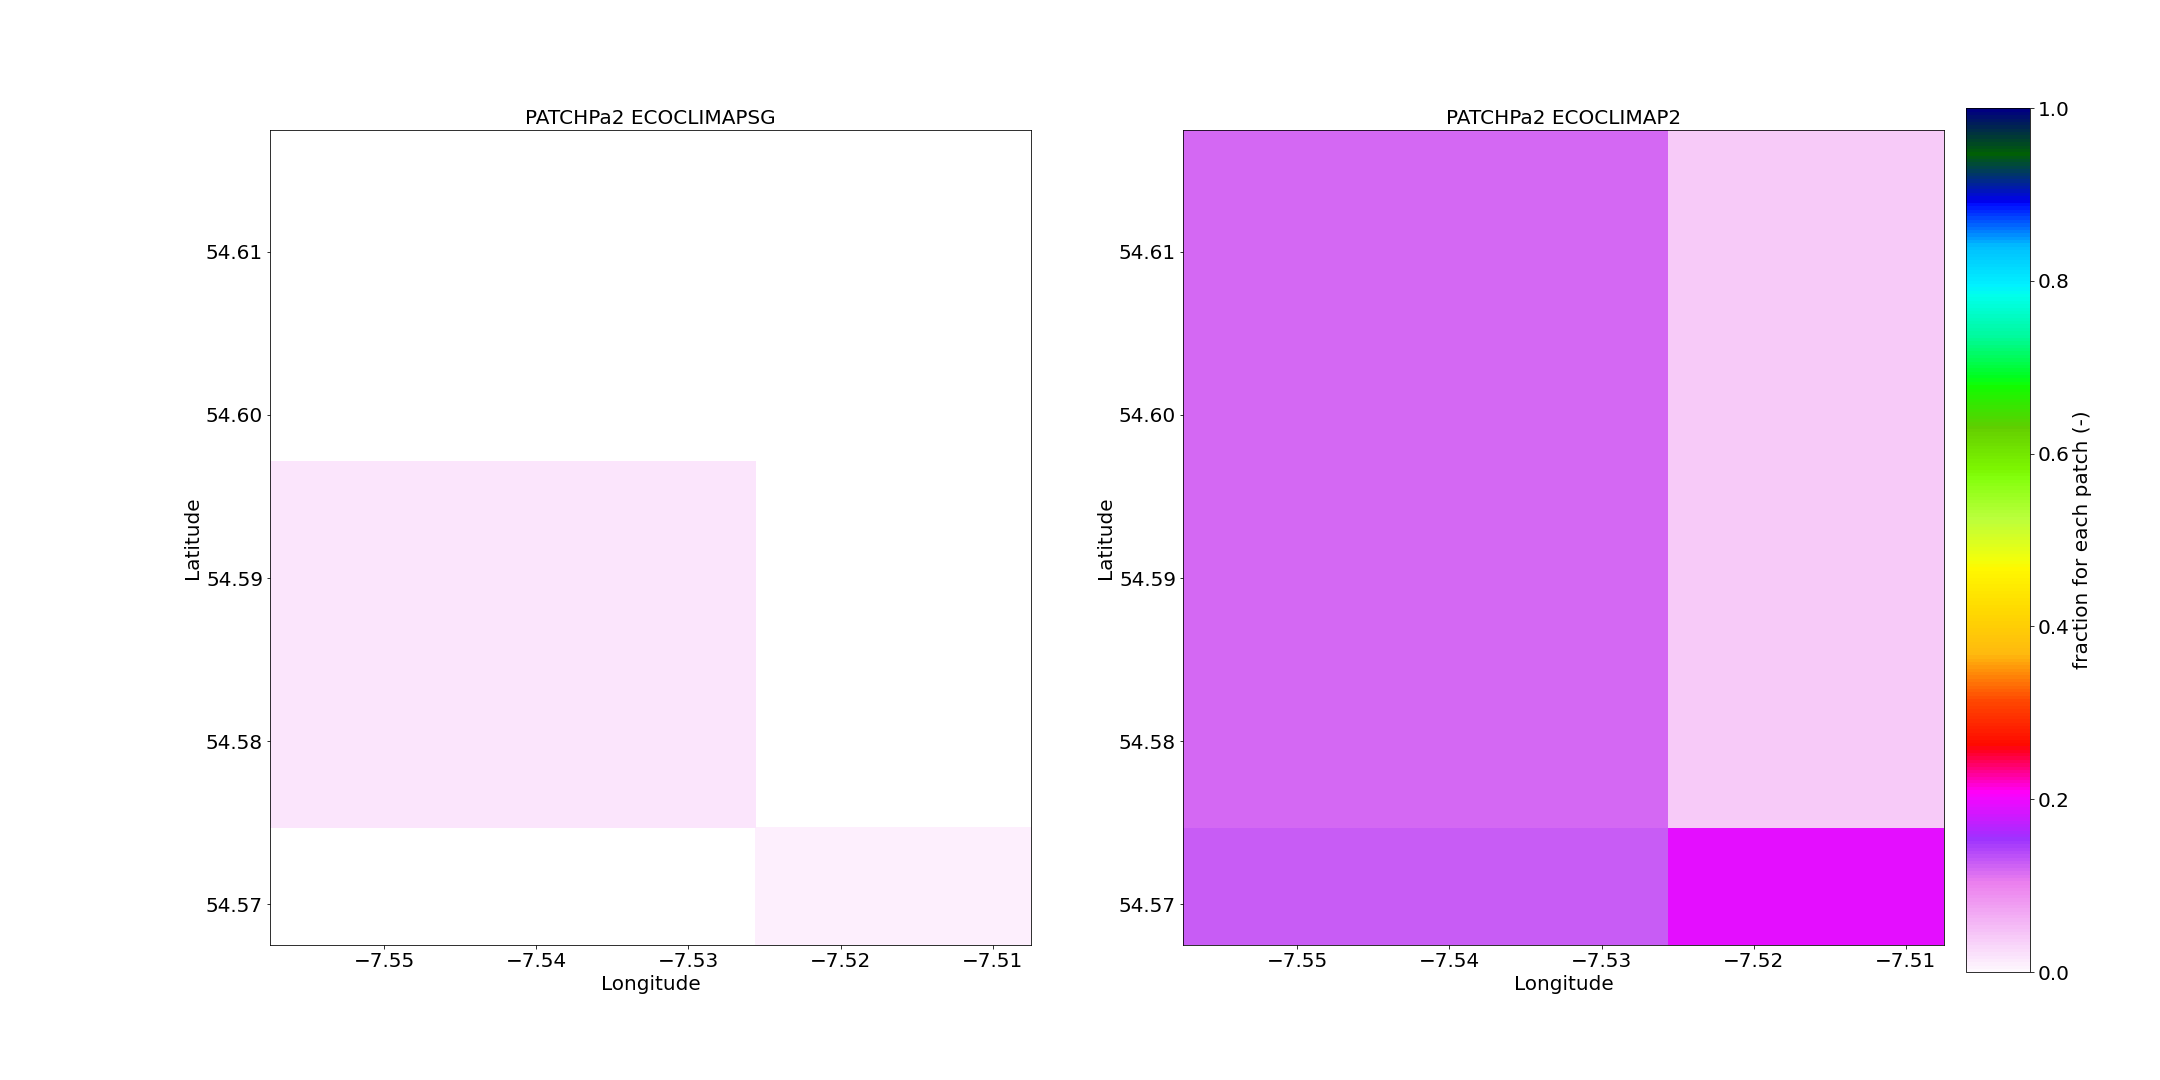 PATCHPa2 ECOCLIMAPSG
54.61
54.60
54.59
54.58
54.57
Latitude
−7.55 −7.54 −7.53 −7.52 −7.51
Longitude
PATCHPa2 ECOCLIMAP2
54.61
54.60
54.59
54.58
54.57
Latitude
−7.55 −7.54 −7.53 −7.52 −7.51
Longitude
1.0
0.8
0.6
0.4
0.2
0.0
fraction for each patch (-)